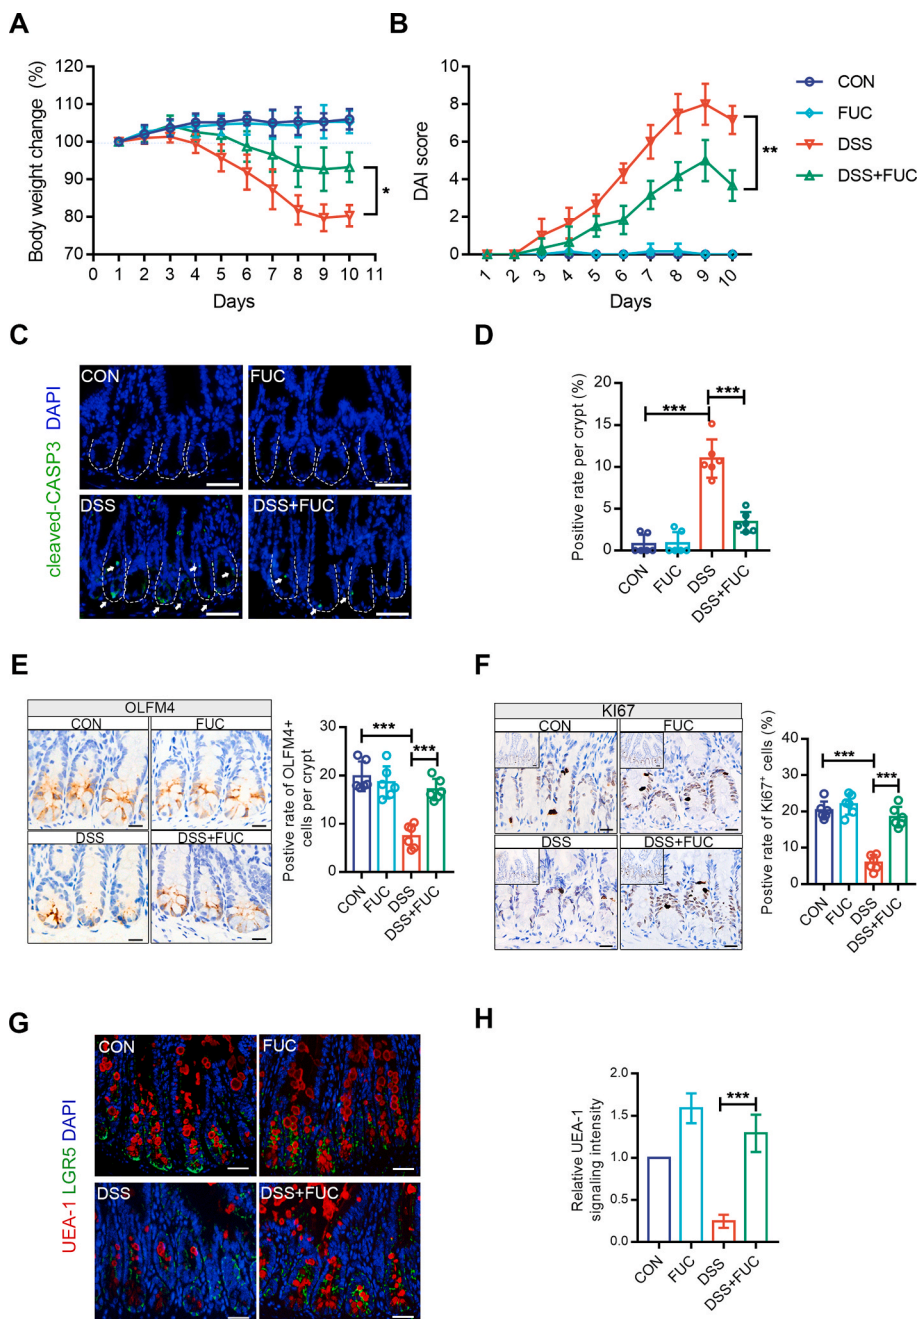 A
Body weight change (%)
120
110
100
90
80
70
0 1 2 3 4 5 6 7 8 9 10 11
Days
*
B
DAI score
8
6
4
2
0
1 2 3 4 5 6 7 8 9 10
Days
**
CON
FUC
DSS
DSS+FUC
C
cleaved-CASP3 DAPI
CON
FUC
DSS
DSS+FUC
D
Positive rate per crypt (%)
20
15
10
5
0
***
***
CON
FUC
DSS
DSS+FUC
E
OLFM4
CON
FUC
DSS
DSS+FUC
Postive rate of OLFM4+
cells per crypt
30
20
10
0
***
***
CON
FUC
DSS
DSS+FUC
F
KI67
CON
FUC
DSS
DSS+FUC
Postive rate of Ki67⁺ cells (%)
40
30
20
10
0
***
***
CON
FUC
DSS
DSS+FUC
G
UEA-1 LGR5 DAPI
CON
FUC
DSS
DSS+FUC
H
Relative UEA-1
signaling intensity
2.0
1.5
1.0
0.5
0.0
***
CON
FUC
DSS
DSS+FUC